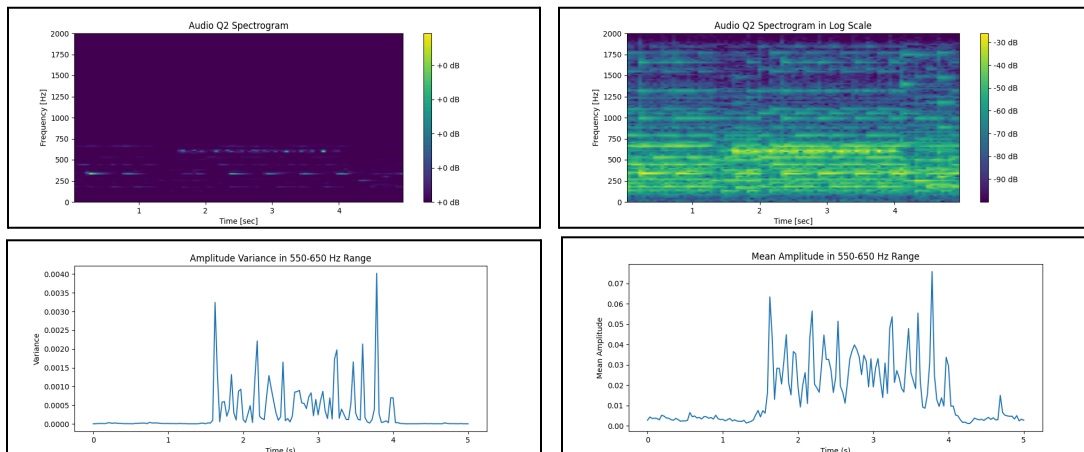 Audio Q2 Spectrogram
2000
1750
1500
1250
1000
750
500
250
0
Frequency [Hz]
1
2
3
4
Time [sec]
+0 dB
+0 dB
+0 dB
+0 dB
+0 dB
Audio Q2 Spectrogram in Log Scale
2000
1750
1500
1250
1000
750
500
250
0
Frequency [Hz]
1
2
3
4
Time [sec]
-30 dB
-40 dB
-50 dB
-60 dB
-70 dB
-80 dB
-90 dB
Amplitude Variance in 550-650 Hz Range
0.0040
0.0035
0.0030
0.0025
0.0020
0.0015
0.0010
0.0005
0.0000
Variance
0
1
2
3
4
5
Time (s)
Mean Amplitude in 550-650 Hz Range
0.07
0.06
0.05
0.04
0.03
0.02
0.01
0.00
Mean Amplitude
0
1
2
3
4
5
Time (s)